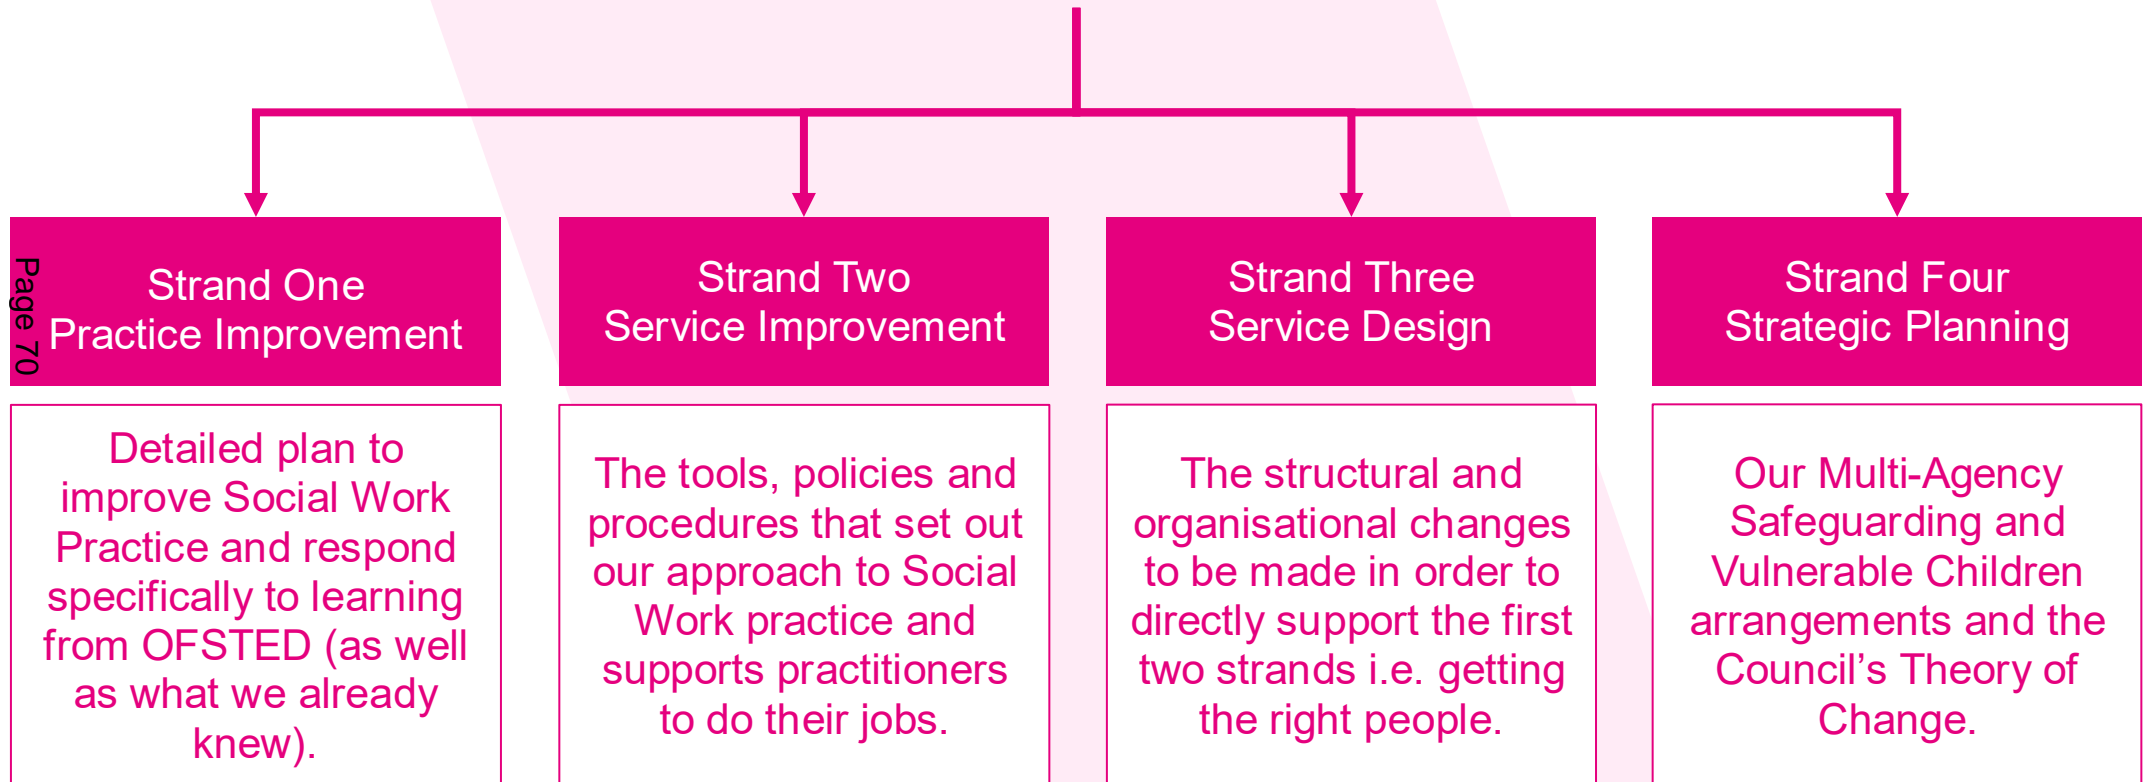 Page 70
Strand One
Practice Improvement
Detailed plan to
improve Social Work
Practice and respond
specifically to learning
from OFSTED (as well
as what we already
knew).
Strand Two
Service Improvement
The tools, policies and
procedures that set out
our approach to Social
Work practice and
supports practitioners
to do their jobs.
Strand Three
Service Design
The structural and
organisational changes
to be made in order to
directly support the first
two strands i.e. getting
the right people.
Strand Four
Strategic Planning
Our Multi-Agency
Safeguarding and
Vulnerable Children
arrangements and the
Council’s Theory of
Change.